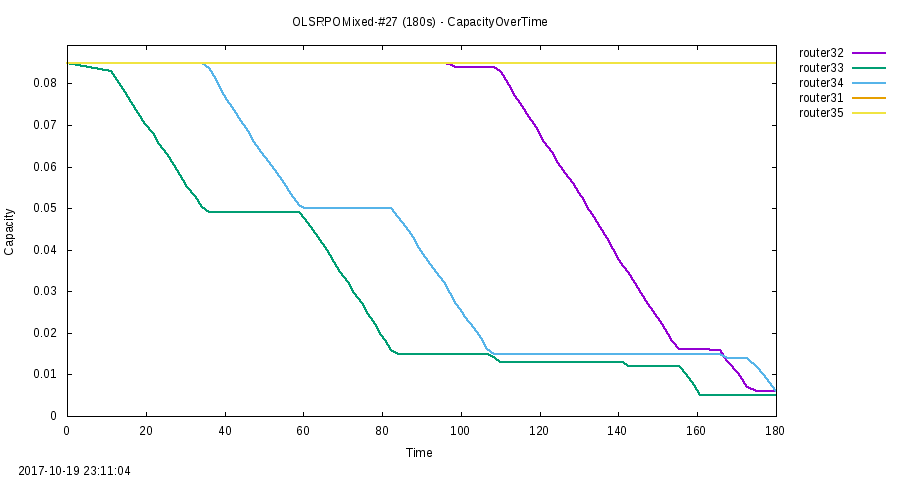 OLSRPOMixed-#27 (180s) - CapacityOverTime
router32
router33
router34
router31
router35
0.08
0.07
0.06
0.05
0.04
0.03
0.02
0.01
0
Capacity
0 20 40 60 80 100 120 140 160 180
Time
2017-10-19 23:11:04